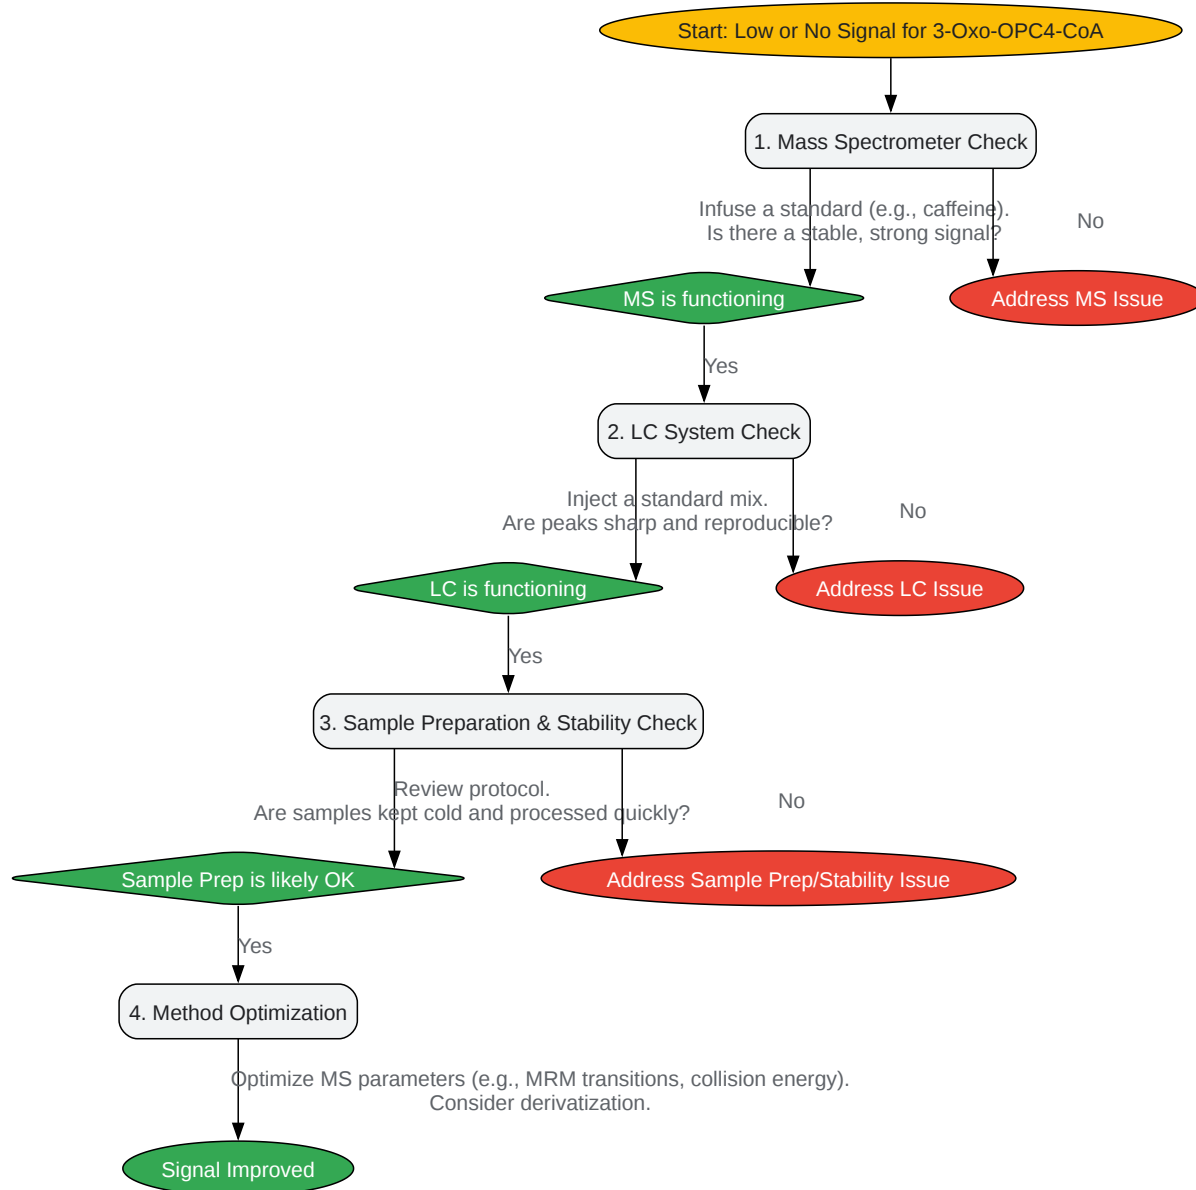 Start: Low or No Signal for 3-Oxo-OPC4-CoA
1. Mass Spectrometer Check
Infuse a standard (e.g., caffeine).
Is there a stable, strong signal?
No
MS is functioning
Address MS Issue
Yes
2. LC System Check
Inject a standard mix.
Are peaks sharp and reproducible?
No
LC is functioning
Address LC Issue
Yes
3. Sample Preparation & Stability Check
Review protocol.
Are samples kept cold and processed quickly?
No
Sample Prep is likely OK
Address Sample Prep/Stability Issue
Yes
4. Method Optimization
Optimize MS parameters (e.g., MRM transitions, collision energy).
Consider derivatization.
Signal Improved